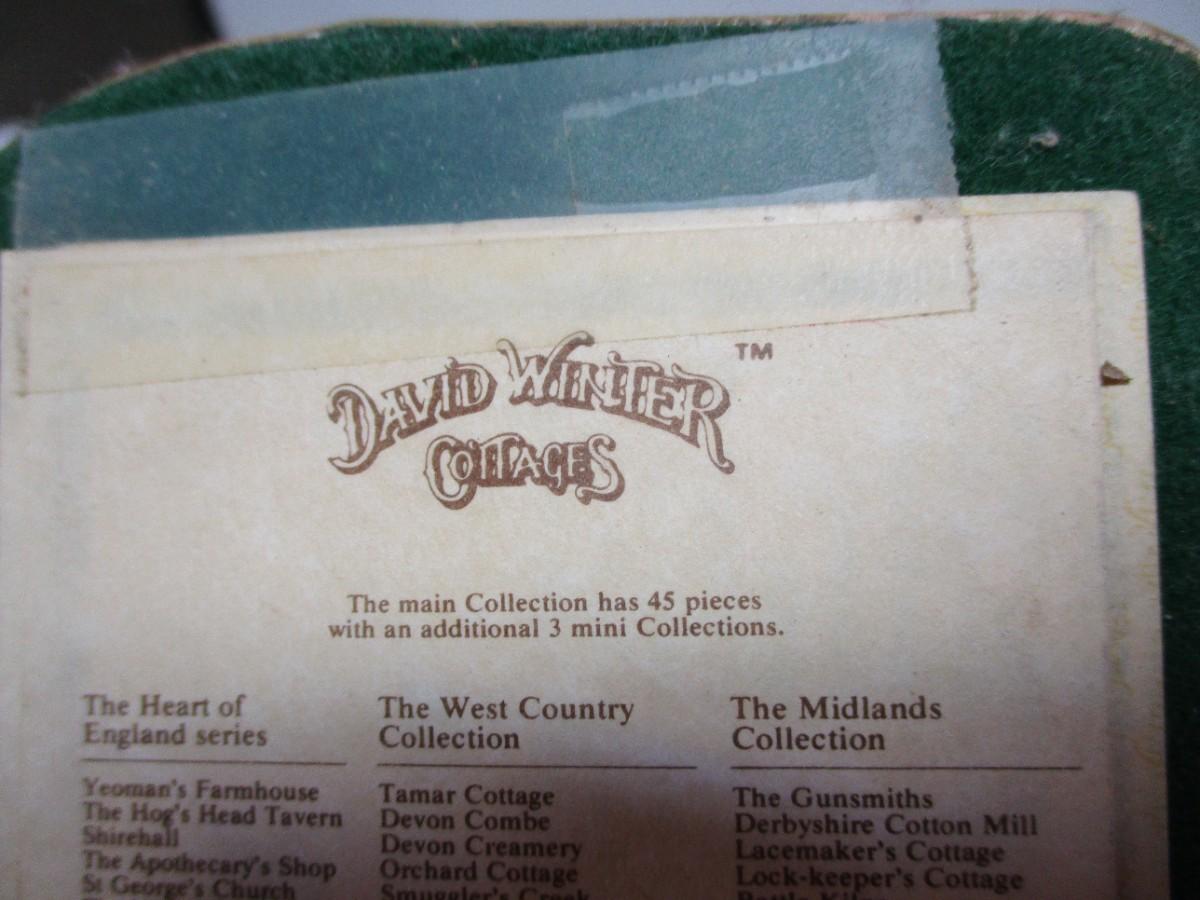 DAVID WINTER TM
COTTAGES
The main Collection has 45 pieces
with an additional 3 mini Collections.
The Heart of
England series
Yeoman's Farmhouse
The Hog's Head Tavern
Shirehall
The Apothecary's Shop
St George's Church
The West Country
Collection
Tamar Cottage
Devon Combe
Devon Creamery
Orchard Cottage
Smuggler's Creek
The Midlands
Collection
The Gunsmiths
Derbyshire Cotton Mill
Lacemaker's Cottage
Lock-keeper's Cottage